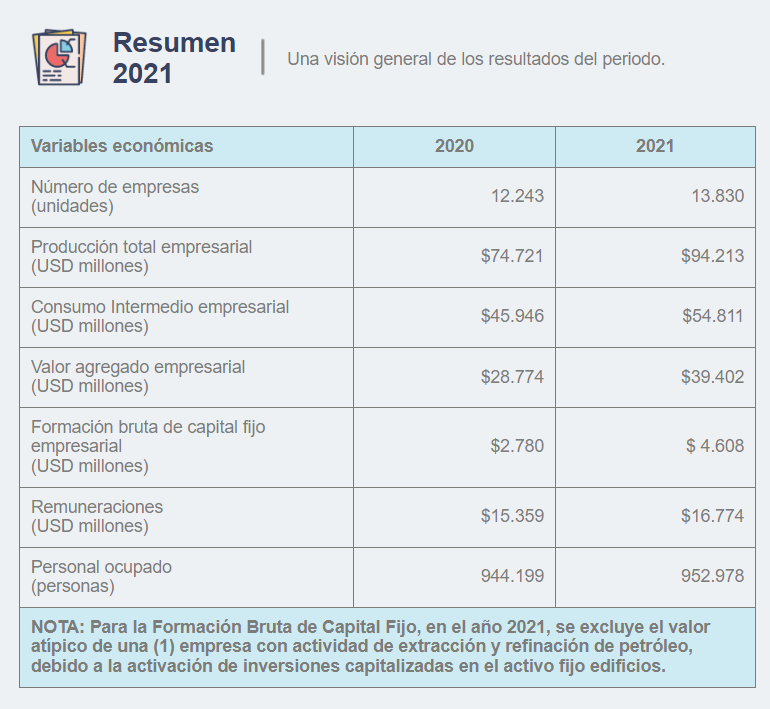 Resumen
2021
Una visión general de los resultados del periodo.
Variables económicas 2020 2021
Número de empresas
(unidades) 12.243 13.830
Producción total empresarial
(USD millones) $74.721 $94.213
Consumo Intermedio empresarial
(USD millones) $45.946 $54.811
Valor agregado empresarial
(USD millones) $28.774 $39.402
Formación bruta de capital fijo
empresarial
(USD millones) $2.780 $ 4.608
Remuneraciones
(USD millones) $15.359 $16.774
Personal ocupado
(personas) 944.199 952.978
NOTA: Para la Formación Bruta de Capital Fijo, en el año 2021, se excluye el valor
atípico de una (1) empresa con actividad de extracción y refinación de petróleo,
debido a la activación de inversiones capitalizadas en el activo fijo edificios.